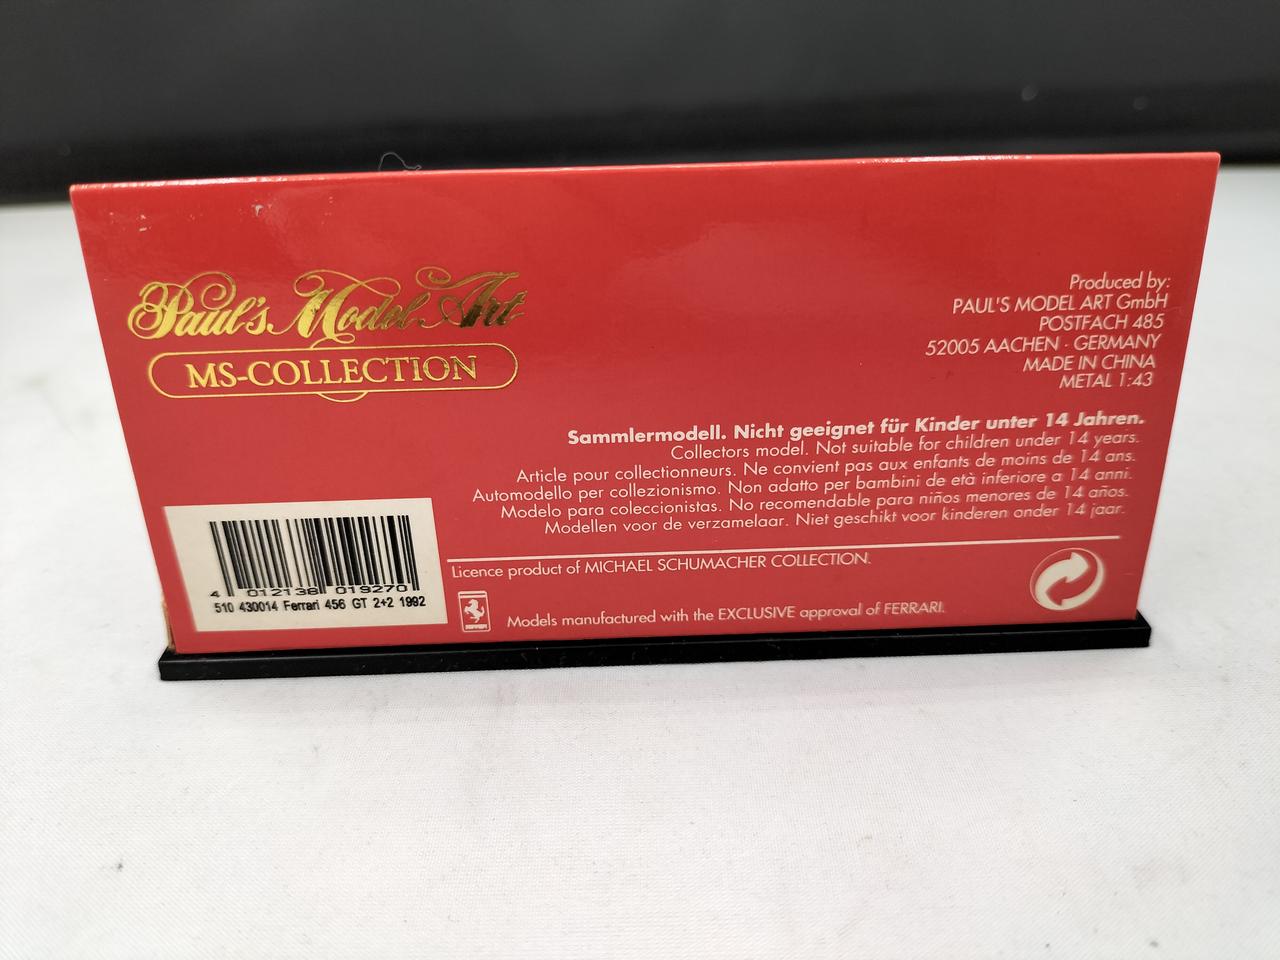 Paul's Model Art
MS-COLLECTION
Produced by:
PAUL'S MODEL ART GmbH
POSTFACH 485
52005 AACHEN · GERMANY
MADE IN CHINA
METAL 1:43
Sammlermodell. Nicht geeignet für Kinder unter 14 Jahren.
Collectors model. Not suitable for children under 14 years.
Article pour collectionneurs. Ne convient pas aux enfants de moins de 14 ans.
Automodello per collezionismo. Non adatto per bambini de età inferiore a 14 anni.
Modelo para coleccionistas. No recomendable para niños menores de 14 años.
Modellen voor de verzamelaar. Niet geschikt voor kinderen onder 14 jaar.
4 012138 019270
510 430014 Ferrari 456 GT 2+2 1992
Licence product of MICHAEL SCHUMACHER COLLECTION.
FERRARI
Models manufactured with the EXCLUSIVE approval of FERRARI.